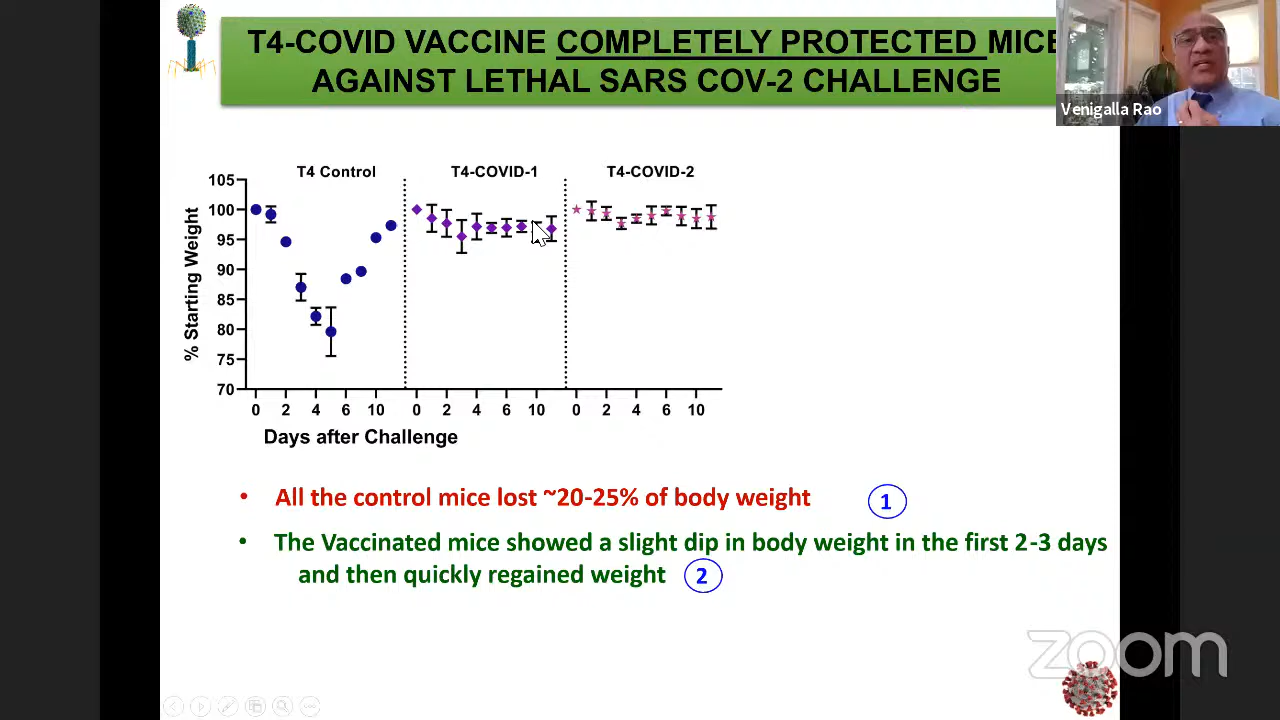 T4-COVID VACCINE COMPLETELY PROTECTED MICE
AGAINST LETHAL SARS COV-2 CHALLENGE
Venigalla Rao
T4 Control
T4-COVID-1
T4-COVID-2
% Starting Weight
105
100
95
90
85
80
75
70
0 2 4 6 10 0 2 4 6 10 0 2 4 6 10
Days after Challenge
• All the control mice lost ~20-25% of body weight 1
• The Vaccinated mice showed a slight dip in body weight in the first 2-3 days
and then quickly regained weight 2
zoom